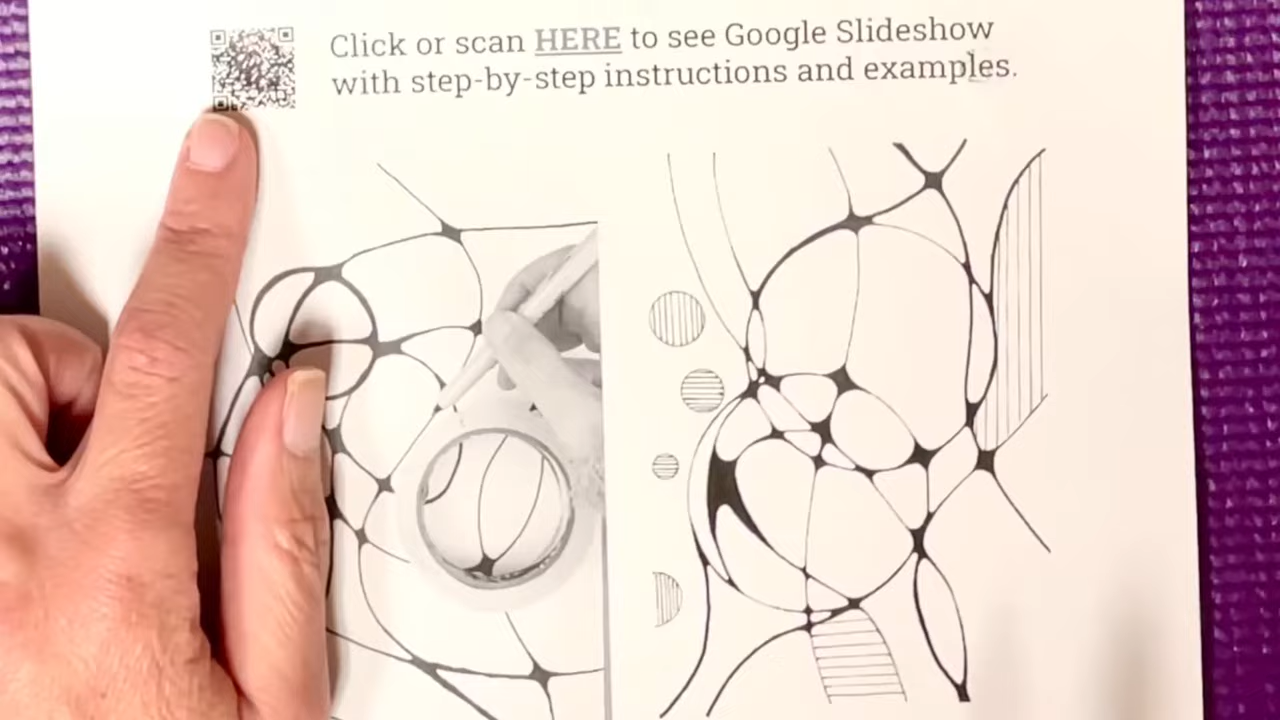 Click or scan HERE to see Google Slideshow
with step-by-step instructions and examples.